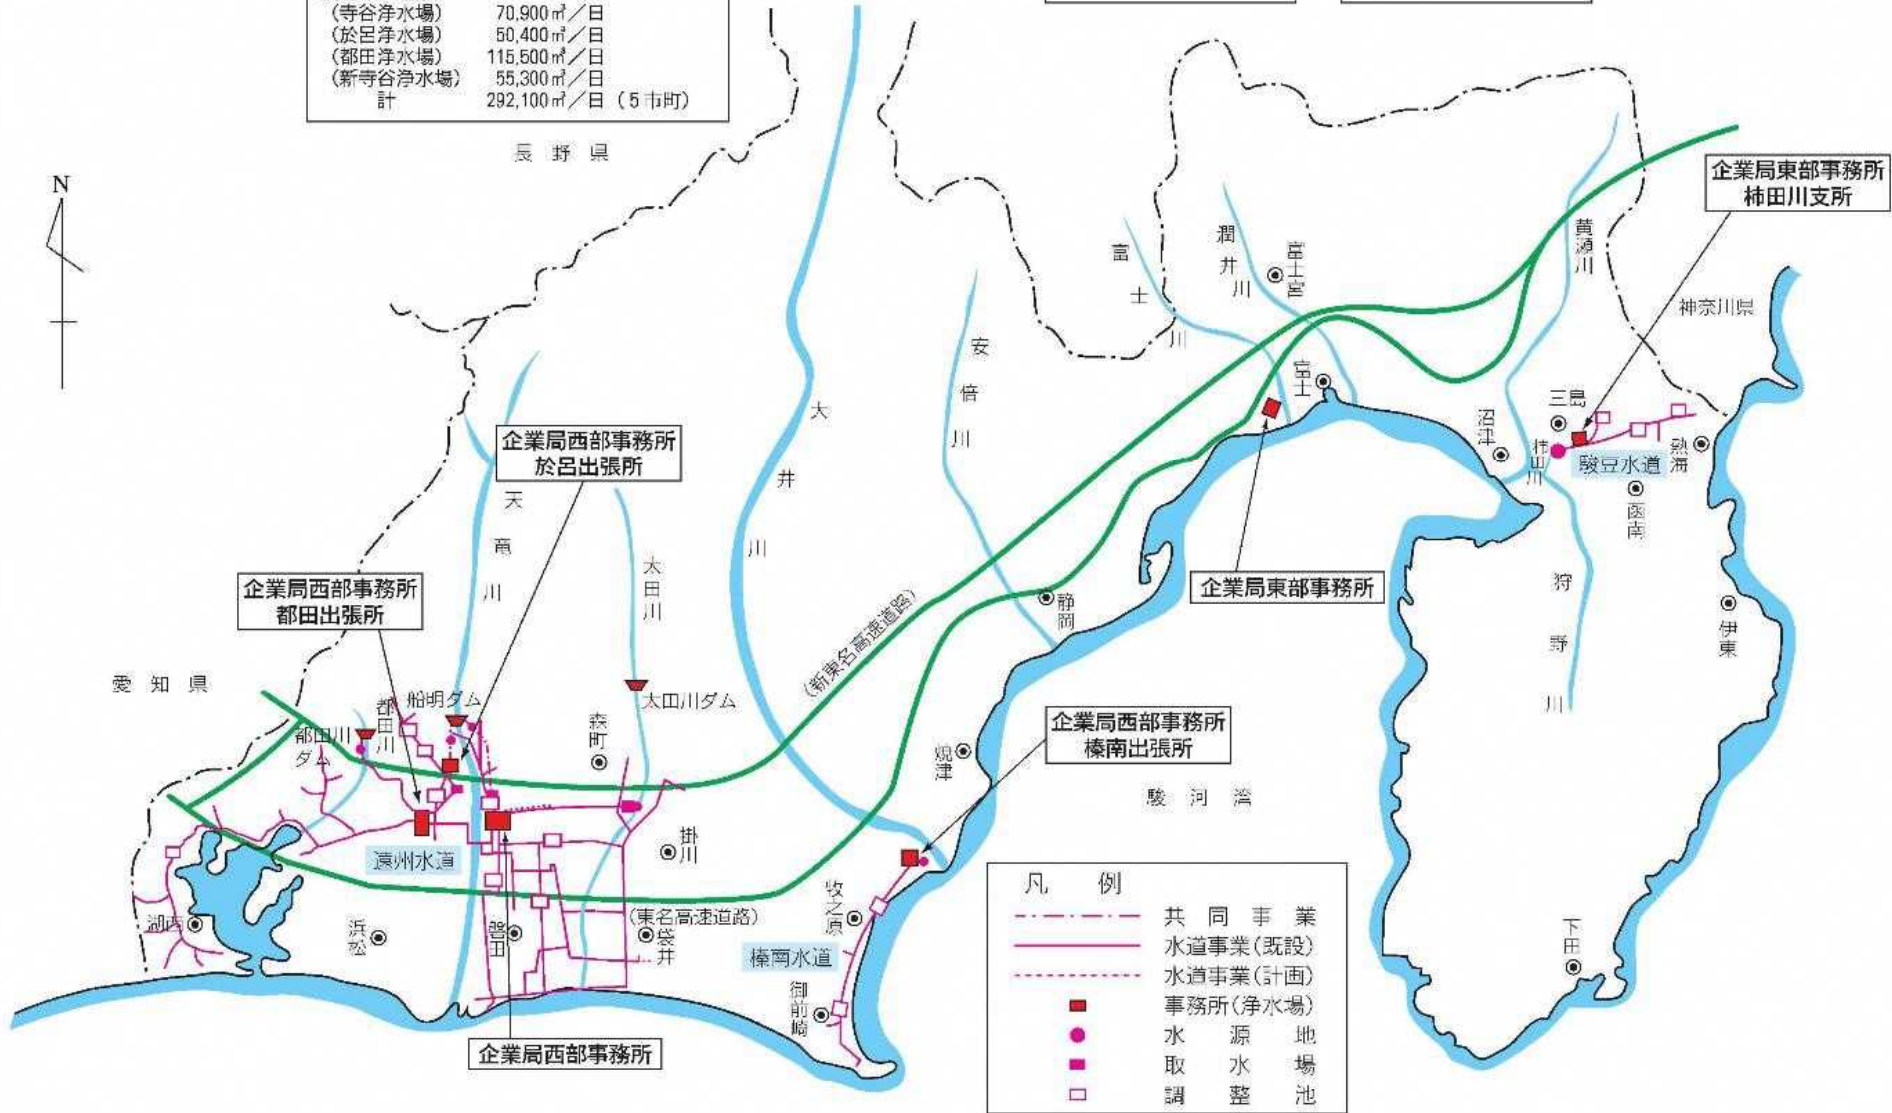 (寺谷浄水場) 70,900㎥/日
(於呂浄水場) 50,400㎥/日
(都田浄水場) 115,500㎥/日
(新寺谷浄水場) 55,300㎥/日
計 292,100㎥/日(5市町)
長野県
N
企業局東部事務所
柿田川支所
黄瀬川
神奈川県
富士川
潤井川
富士宮
安倍川
富士
大井川
三島
沼津
柿田川
駿豆水道
熱海
函南
企業局西部事務所
於呂出張所
天竜川
太田川
企業局西部事務所
都田出張所
企業局東部事務所
静岡
狩野川
伊東
(新東名高速道路)
愛知県
都田川
船明ダム
太田川ダム
都田川
ダム
森町
企業局西部事務所
榛南出張所
焼津
駿河湾
遠州水道
掛川
牧之原
湖西
浜松
磐田
(東名高速道路)
袋井
榛南水道
御前崎
下田
企業局西部事務所
凡例
共同事業
水道事業(既設)
水道事業(計画)
事務所(浄水場)
水源地
取水場
調整池